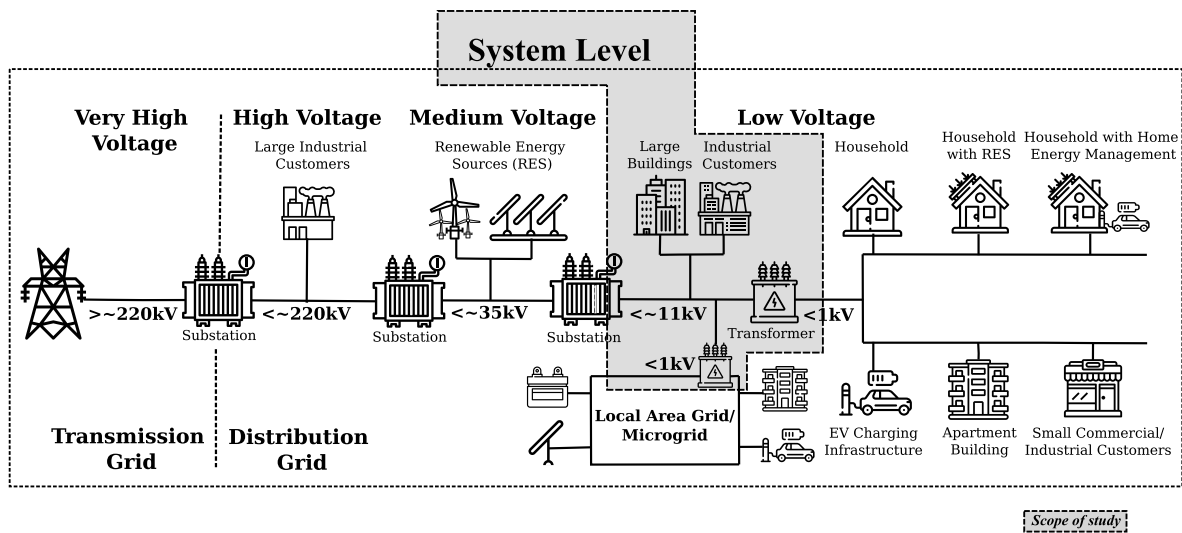 System Level
Very High
Voltage
High Voltage
Medium Voltage
Low Voltage
Large Industrial
Customers
Renewable Energy
Sources (RES)
Large
Buildings
Industrial
Customers
Household
Household
with RES
Household with Home
Energy Management
>~220kV
<~220kV
<~35kV
<~11kV
<1kV
Substation
Substation
Substation
Transformer
<1kV
Local Area Grid/
Microgrid
EV Charging
Infrastructure
Apartment
Building
Small Commercial/
Industrial Customers
Transmission
Grid
Distribution
Grid
Scope of study